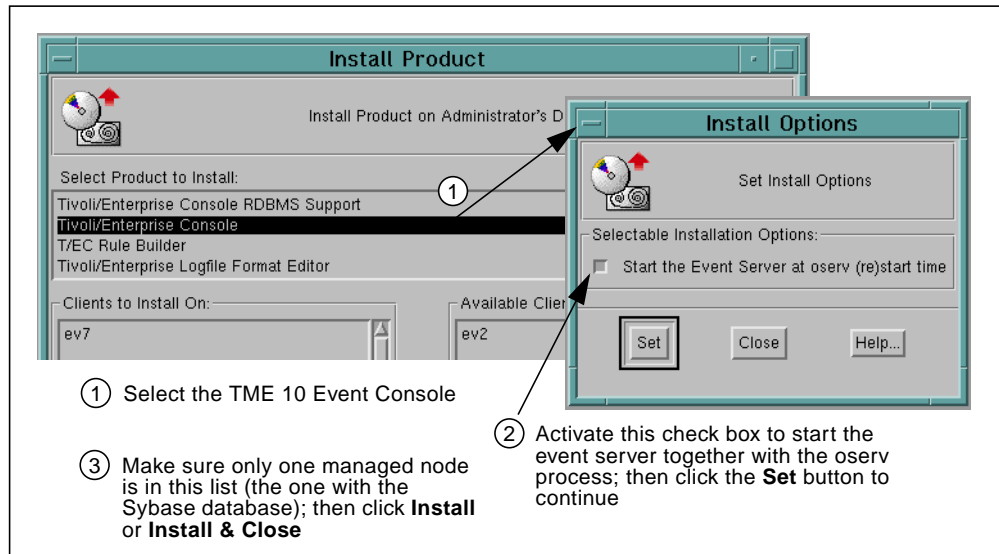 Install Product
Install Product on Administrator's D
Select Product to Install:
Tivoli/Enterprise Console RDBMS Support
Tivoli/Enterprise Console
T/EC Rule Builder
Tivoli/Enterprise Logfile Format Editor
Clients to Install On:
ev7
Available Clien
ev2
1
Install Options
Set Install Options
Selectable Installation Options:
Start the Event Server at oserv (re)start time
Set
Close
Help...
1 Select the TME 10 Event Console
2 Activate this check box to start the
event server together with the oserv
process; then click the Set button to
continue
3 Make sure only one managed node
is in this list (the one with the
Sybase database); then click Install
or Install & Close